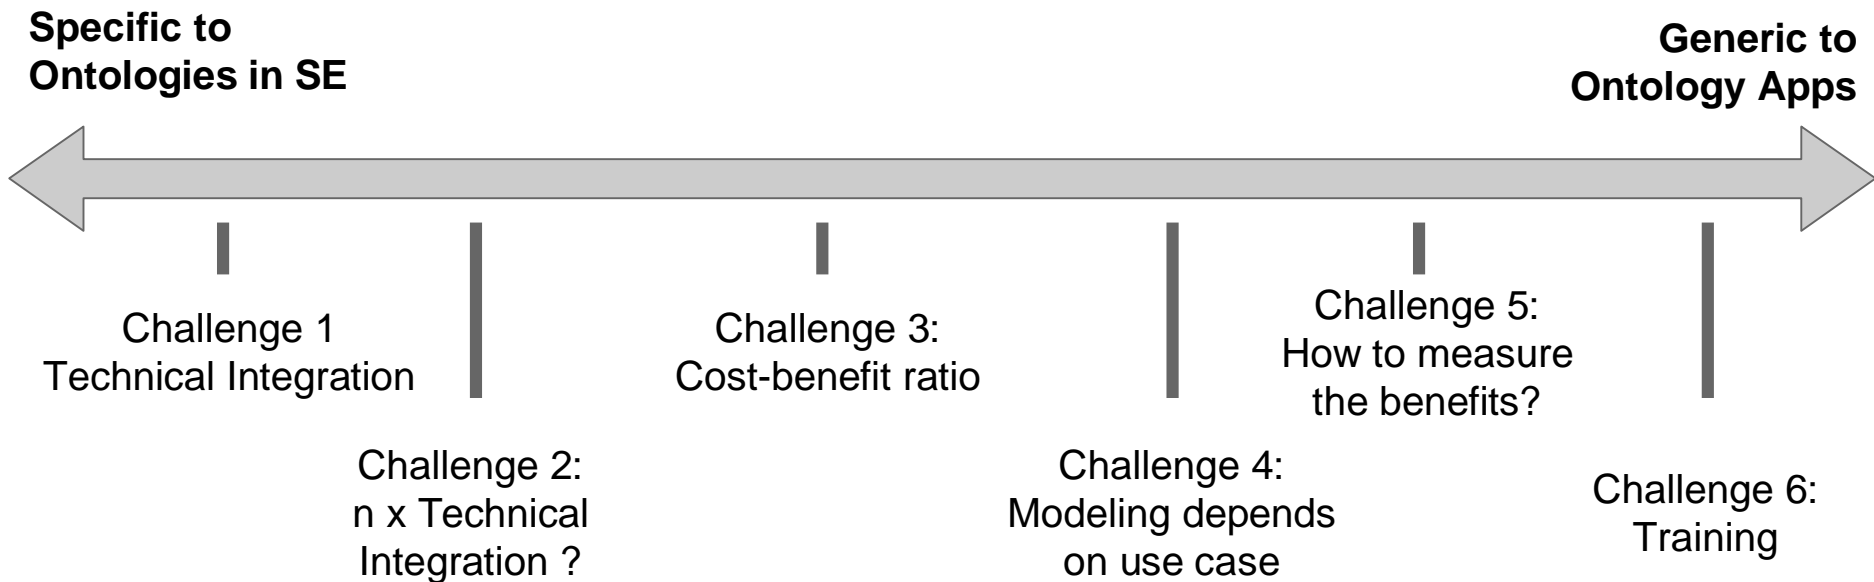 Specific to
Ontologies in SE
Generic to
Ontology Apps
Challenge 1
Technical Integration
Challenge 2:
n x Technical
Integration ?
Challenge 3:
Cost-benefit ratio
Challenge 4:
Modeling depends
on use case
Challenge 5:
How to measure
the benefits?
Challenge 6:
Training